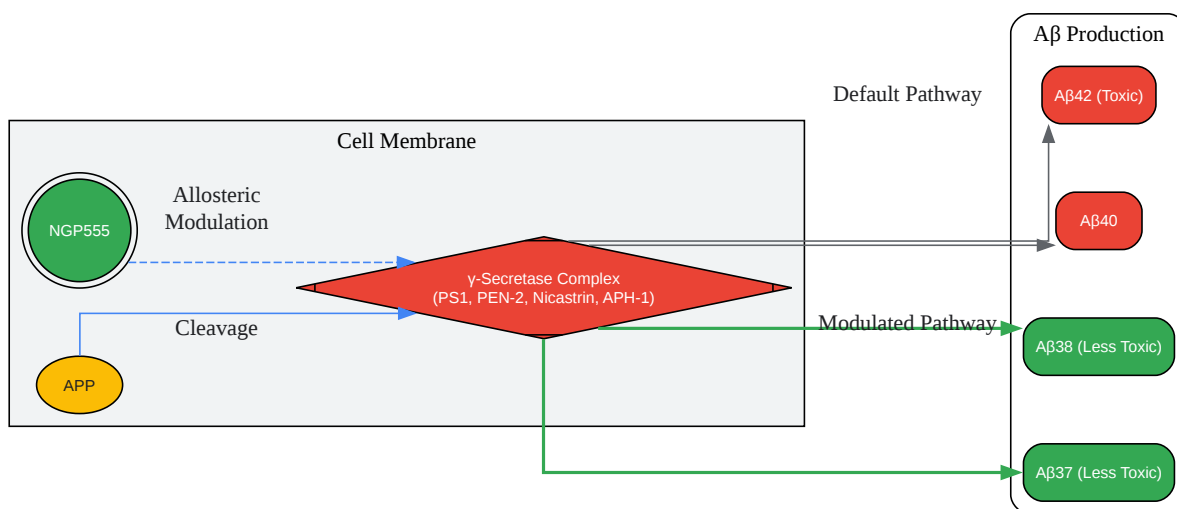 Aβ Production
Default Pathway
Aβ42 (Toxic)
Cell Membrane
Allosteric
Modulation
NGP555
Aβ40
γ-Secretase Complex
(PS1, PEN-2, Nicastrin, APH-1)
Cleavage
Modulated Pathway
Aβ38 (Less Toxic)
APP
Aβ37 (Less Toxic)